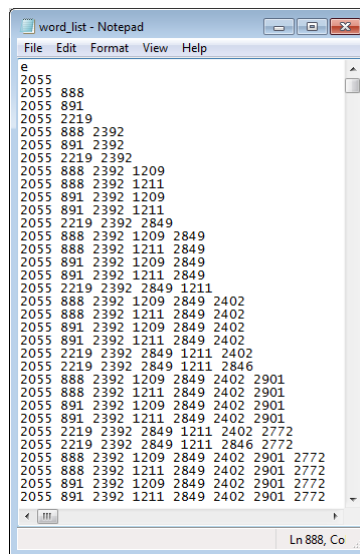 word_list - Notepad
File Edit Format View Help
e
2055
2055 888
2055 891
2055 2219
2055 888 2392
2055 891 2392
2055 2219 2392
2055 888 2392 1209
2055 888 2392 1211
2055 891 2392 1209
2055 891 2392 1211
2055 2219 2392 2849
2055 888 2392 1209 2849
2055 888 2392 1211 2849
2055 891 2392 1209 2849
2055 891 2392 1211 2849
2055 2219 2392 2849 1211
2055 888 2392 1209 2849 2402
2055 888 2392 1211 2849 2402
2055 891 2392 1209 2849 2402
2055 891 2392 1211 2849 2402
2055 2219 2392 2849 1211 2402
2055 2219 2392 2849 1211 2846
2055 888 2392 1209 2849 2402 2901
2055 888 2392 1211 2849 2402 2901
2055 891 2392 1209 2849 2402 2901
2055 891 2392 1211 2849 2402 2901
2055 2219 2392 2849 1211 2402 2772
2055 2219 2392 2849 1211 2846 2772
2055 888 2392 1209 2849 2402 2901 2772
2055 888 2392 1211 2849 2402 2901 2772
2055 891 2392 1209 2849 2402 2901 2772
2055 891 2392 1211 2849 2402 2901 2772
Ln 888, Co